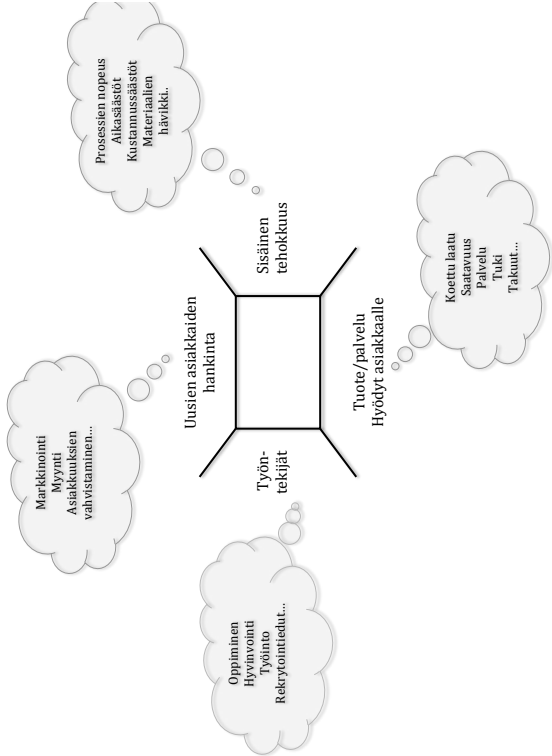 Markkinointi
Myynti
Asiakkuuksien
vahvistaminen...
Prosessien nopeus
Aikasäästöt
Kustannussäästöt
Materiaalien
hävikki..
Uusien asiakkaiden
hankinta
Työn-
tekijät
Sisäinen
tehokkuus
Tuote/palvelu
Hyödyt asiakkaalle
Oppiminen
Hyvinvointi
Työinto
Rekrytointiedut...
Koettu laatu
Saatavuus
Palvelu
Tuki
Takuut...